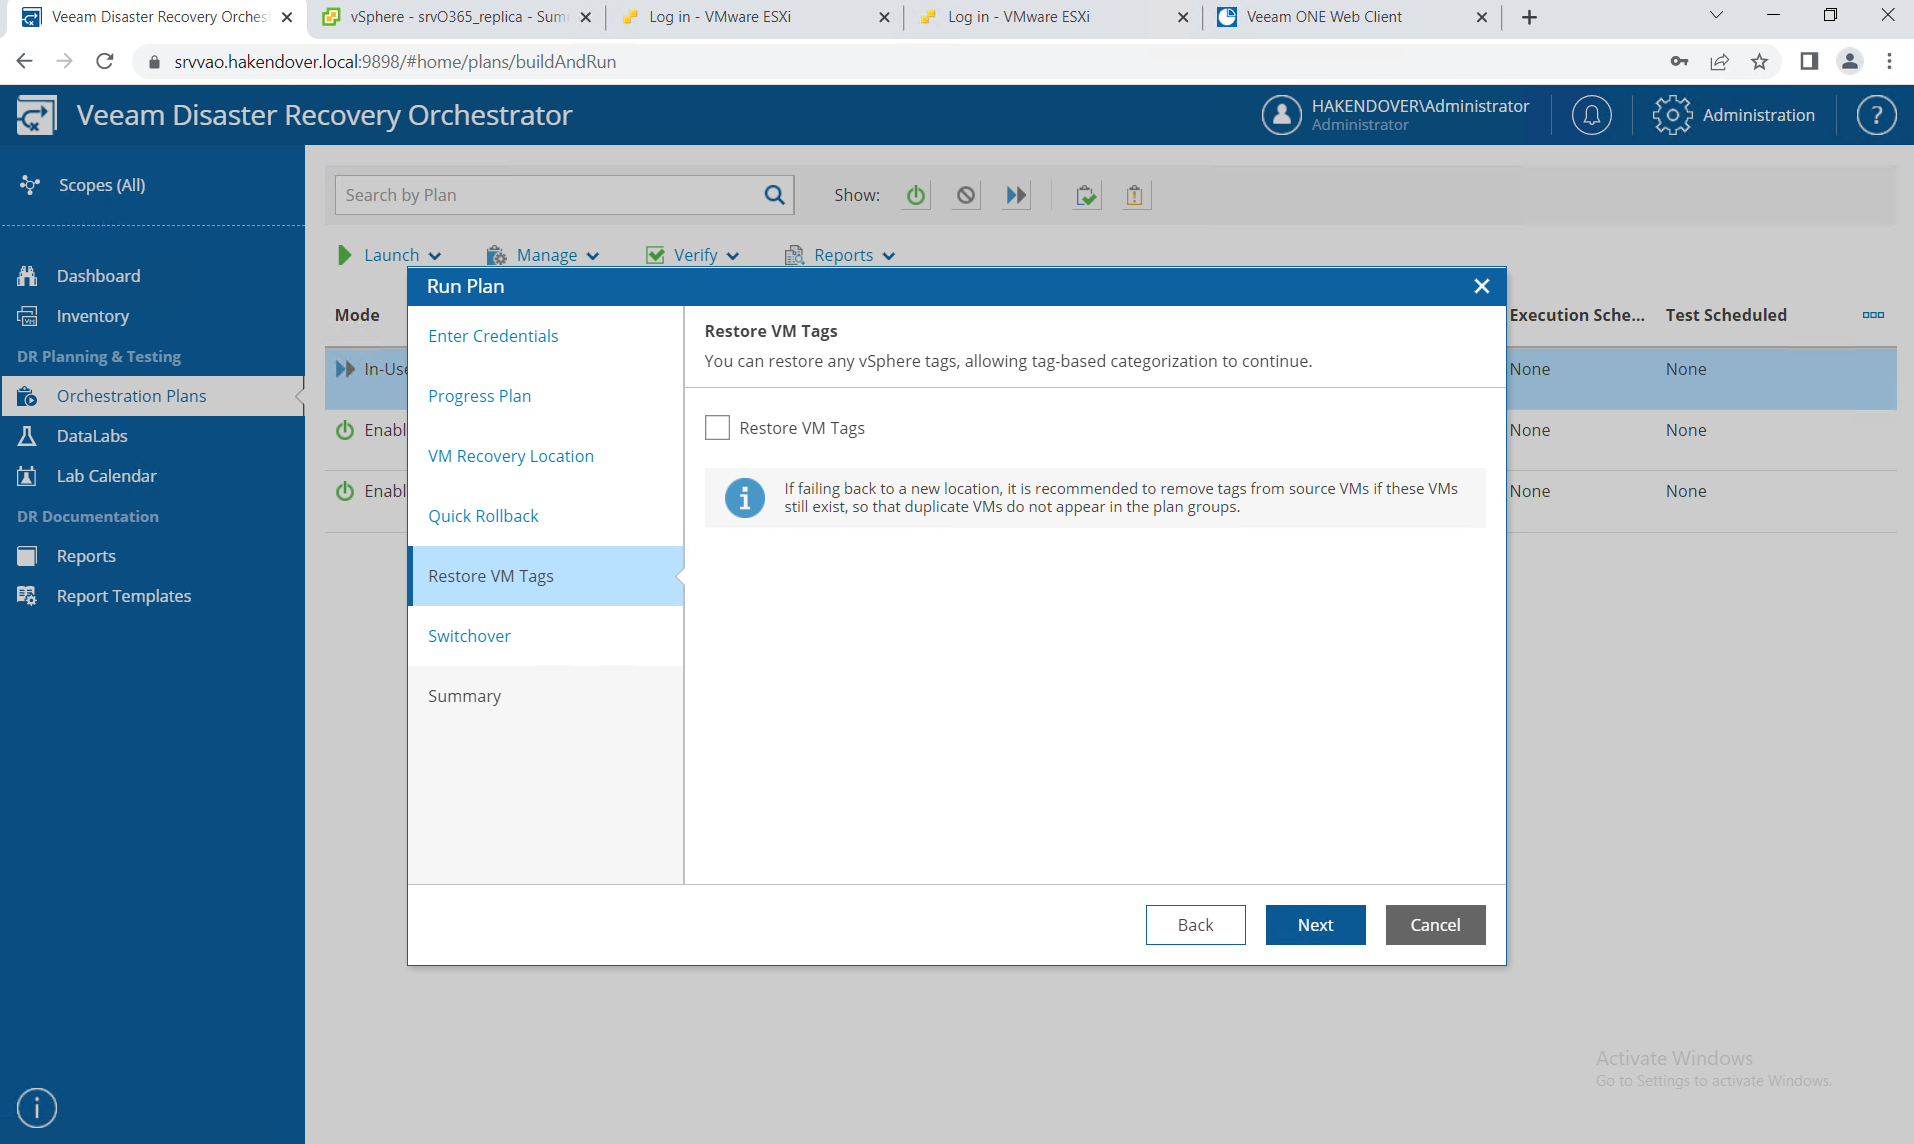 Veeam Disaster Recovery Orches
vSphere - srvO365_replica - Sum
Log in - VMware ESXi
Log in - VMware ESXi
Veeam ONE Web Client
srvvao.hakendover.local:9898/#home/plans/buildAndRun
Veeam Disaster Recovery Orchestrator
HAKENDOVER\Administrator
Administrator
Administration
?
Scopes (All)
Search by Plan
Show:
Launch
Manage
Verify
Reports
Dashboard
Inventory
DR Planning & Testing
Orchestration Plans
DataLabs
Lab Calendar
DR Documentation
Reports
Report Templates
Mode
Execution Sche...
Test Scheduled
In-Use
None
None
Enabl
None
None
Enabl
None
None
Run Plan
Enter Credentials
Progress Plan
VM Recovery Location
Quick Rollback
Restore VM Tags
Switchover
Summary
Restore VM Tags
You can restore any vSphere tags, allowing tag-based categorization to continue.
Restore VM Tags
If failing back to a new location, it is recommended to remove tags from source VMs if these VMs
still exist, so that duplicate VMs do not appear in the plan groups.
Back
Next
Cancel
Activate Windows
Go to Settings to activate Windows.